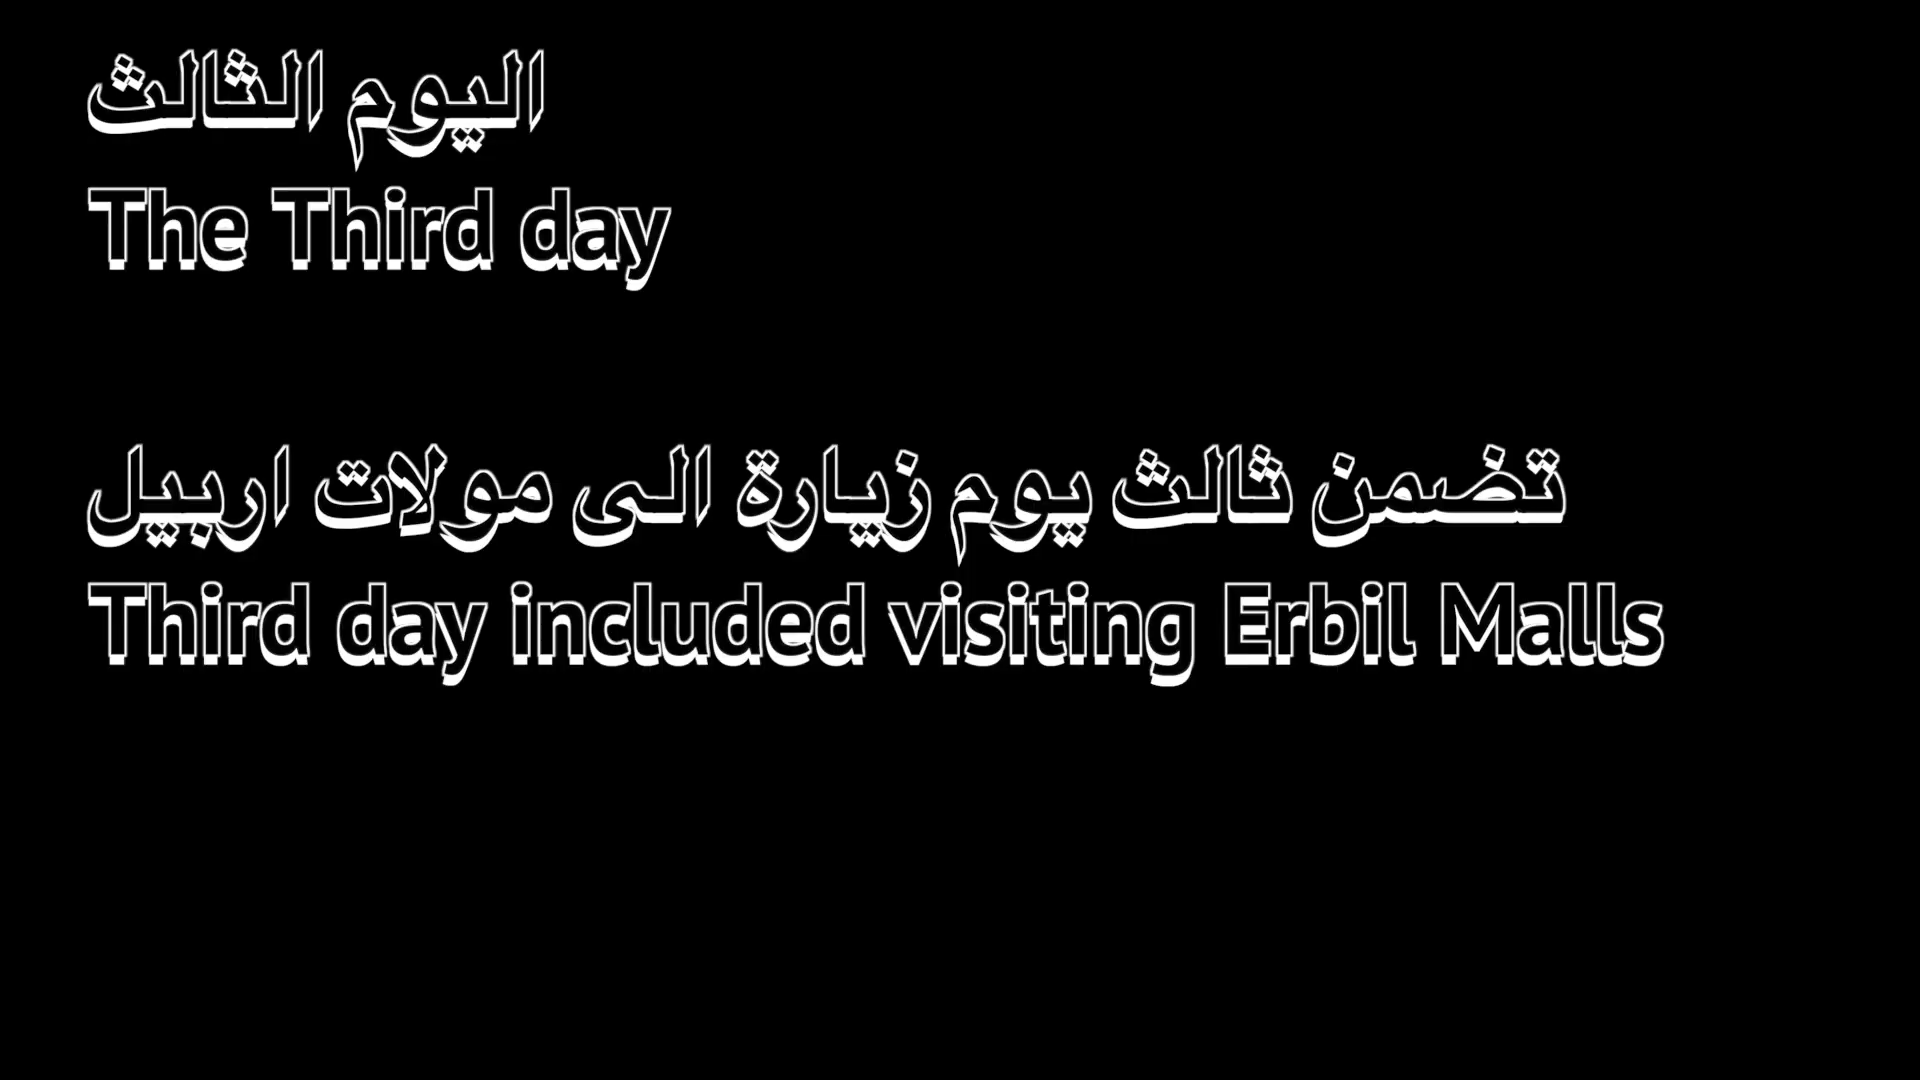 اليوم الثالث
The Third day
تضمن ثالث يوم زيارة الى مولات اربيل
Third day included visiting Erbil Malls